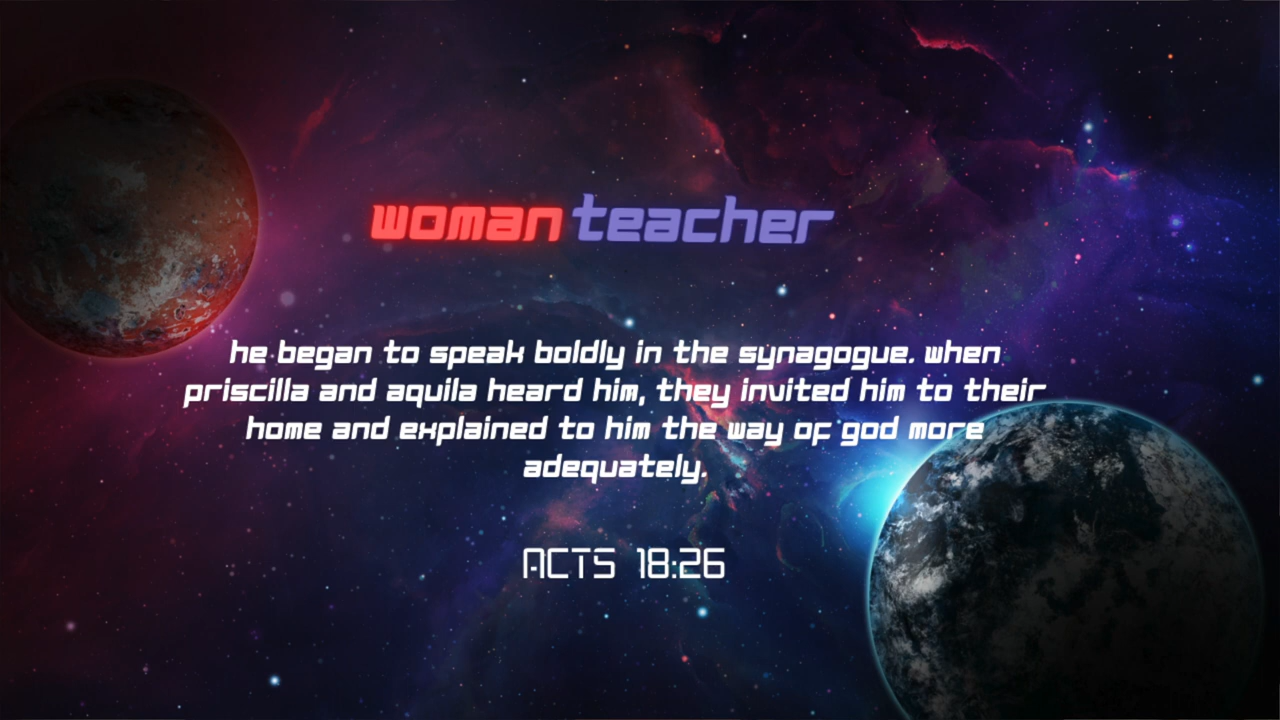 woman teacher
he began to speak boldly in the synagogue. when
priscilla and aquila heard him, they invited him to their
home and explained to him the way of god more
adequately.
ACTS 18:26